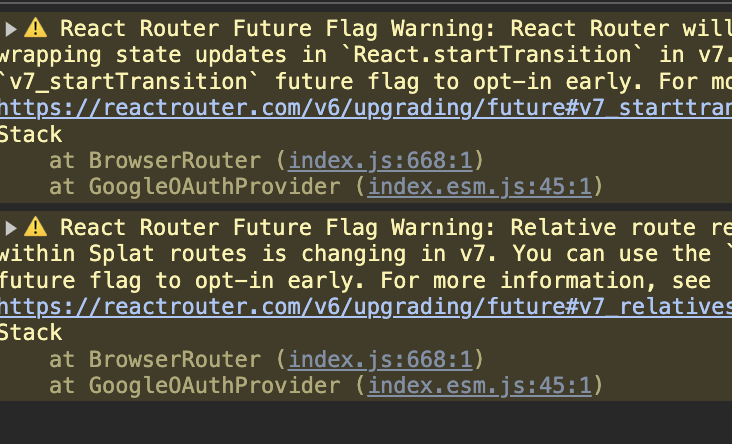 ⚠️ React Router Future Flag Warning: React Router will
wrapping state updates in `React.startTransition` in v7.
`v7_startTransition` future flag to opt-in early. For mo
https://reactrouter.com/v6/upgrading/future#v7_starttran
Stack
at BrowserRouter (index.js:668:1)
at GoogleOAuthProvider (index.esm.js:45:1)
⚠️ React Router Future Flag Warning: Relative route re
within Splat routes is changing in v7. You can use the `
future flag to opt-in early. For more information, see
https://reactrouter.com/v6/upgrading/future#v7_relatives
Stack
at BrowserRouter (index.js:668:1)
at GoogleOAuthProvider (index.esm.js:45:1)